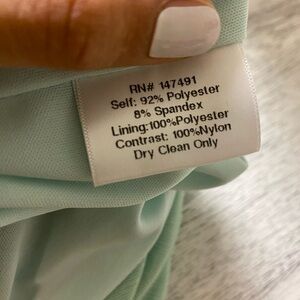 RN# 147491
Self: 92% Polyester
8% Spandex
Lining:100%Polyester
Contrast: 100%Nylon
Dry Clean Only